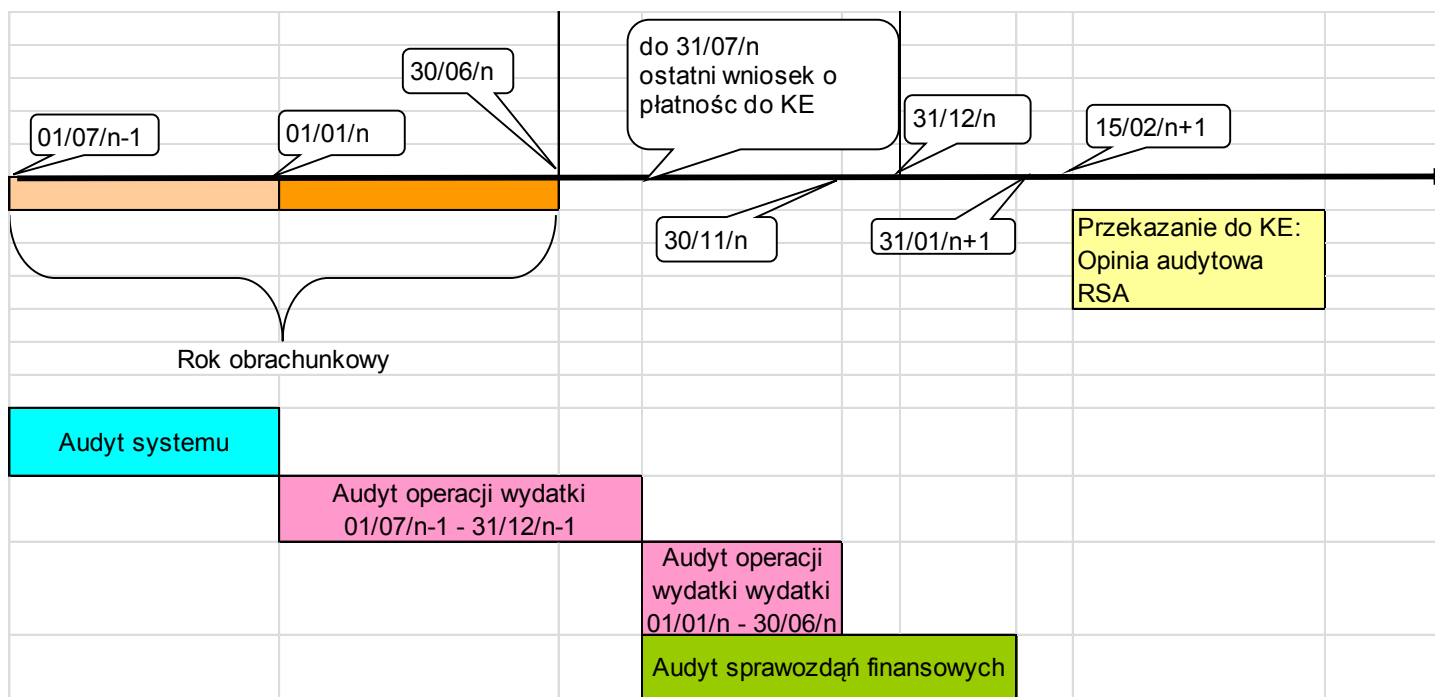 do 31/07/n
ostatni wniosek o
płatnośc do KE
30/06/n
01/07/n-1
01/01/n
31/12/n
15/02/n+1
30/11/n
31/01/n+1
Przekazanie do KE:
Opinia audytowa
RSA
Rok obrachunkowy
Audyt systemu
Audyt operacji wydatki
01/07/n-1 - 31/12/n-1
Audyt operacji
wydatki wydatki
01/01/n - 30/06/n
Audyt sprawozdąń finansowych